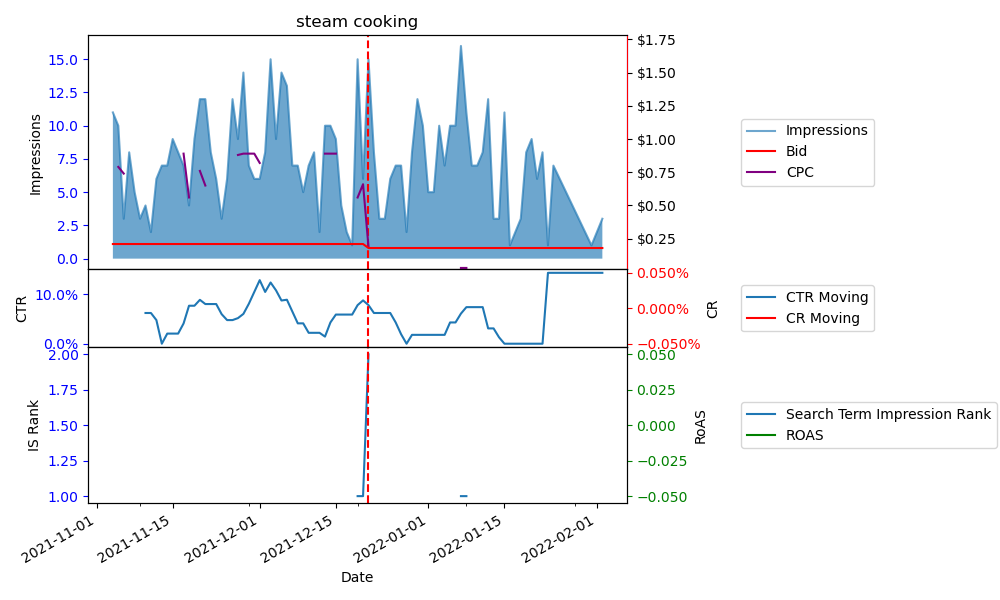 steam cooking
Impressions
15.0
12.5
10.0
7.5
5.0
2.5
0.0
$1.75
$1.50
$1.25
$1.00
$0.75
$0.50
$0.25
Impressions
Bid
CPC
CTR
10.0%
0.0%
0.050%
0.000%
−0.050%
CR
CTR Moving
CR Moving
IS Rank
2.00
1.75
1.50
1.25
1.00
0.050
0.025
0.000
−0.025
−0.050
RoAS
Search Term Impression Rank
ROAS
2021-11-01
2021-11-15
2021-12-01
2021-12-15
2022-01-01
2022-01-15
2022-02-01
Date